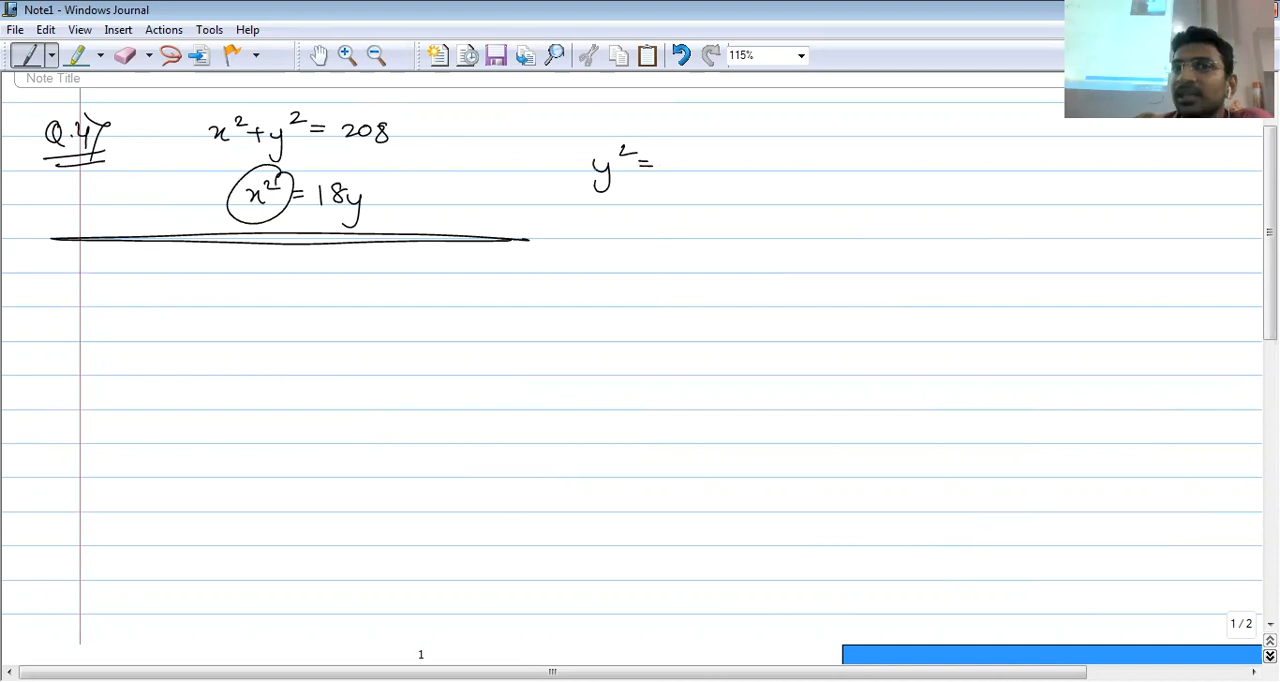 Note1 - Windows Journal
File Edit View Insert Actions Tools Help
115%
Note Title
Q.47
x² + y² = 208
x² = 18y
y² =
1 / 2
1